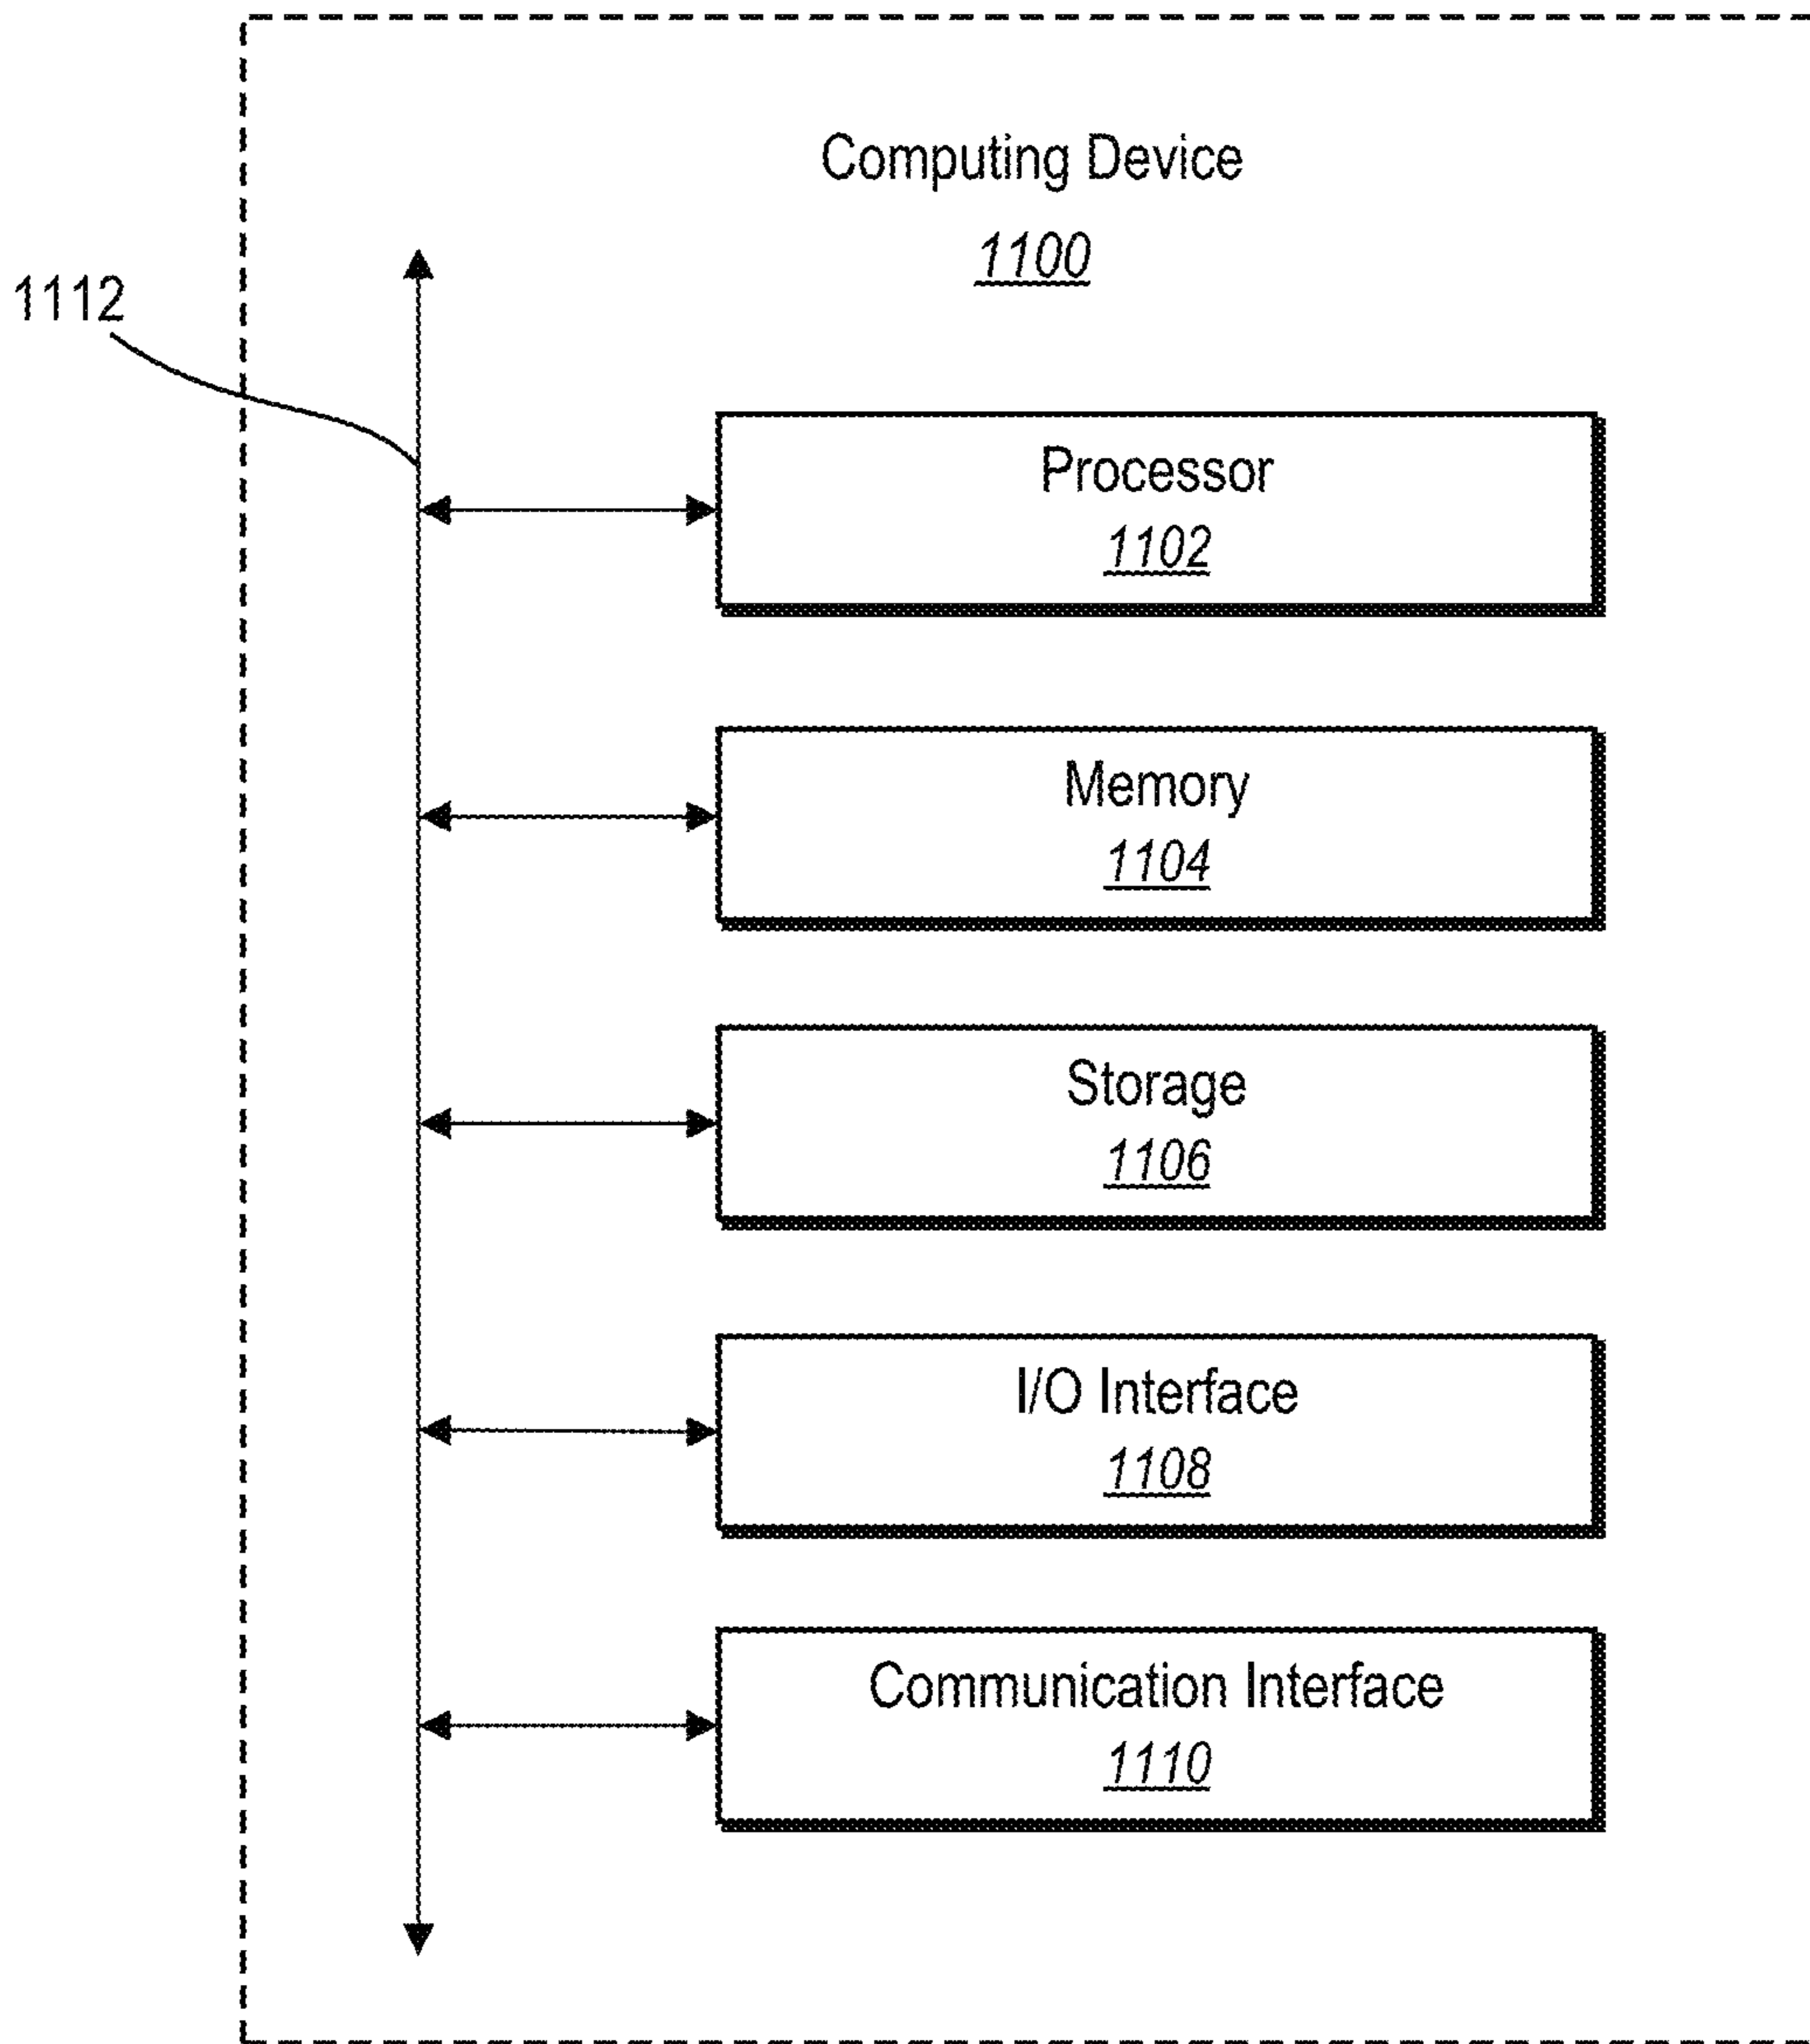 Computing Device
1100
1112
Processor
1102
Memory
1104
Storage
1106
I/O Interface
1108
Communication Interface
1110